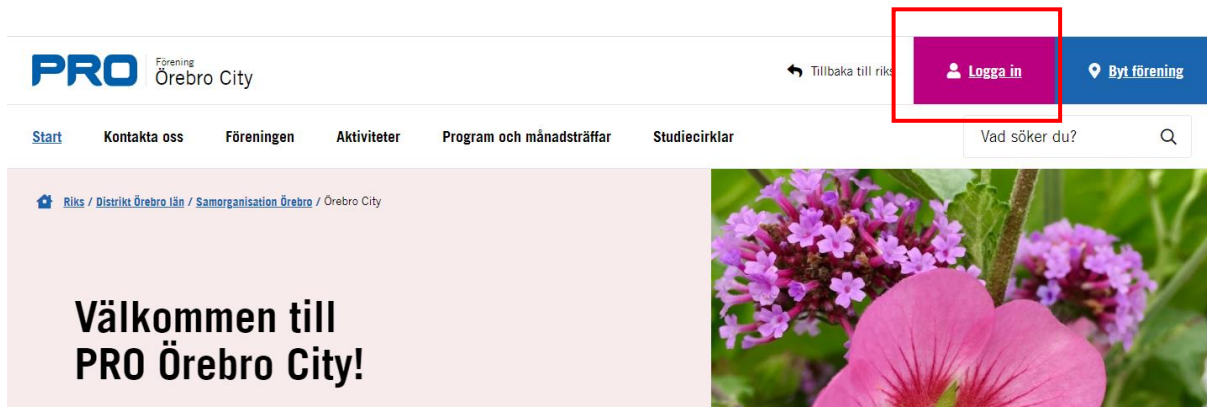 PRO
Förening
Örebro City
Tillbaka till riks
Logga in
Byt förening
Start Kontakta oss Föreningen Aktiviteter Program och månadsträffar Studiecirklar Vad söker du?
Riks / Distrikt Örebro län / Samorganisation Örebro / Örebro City
Välkommen till
PRO Örebro City!